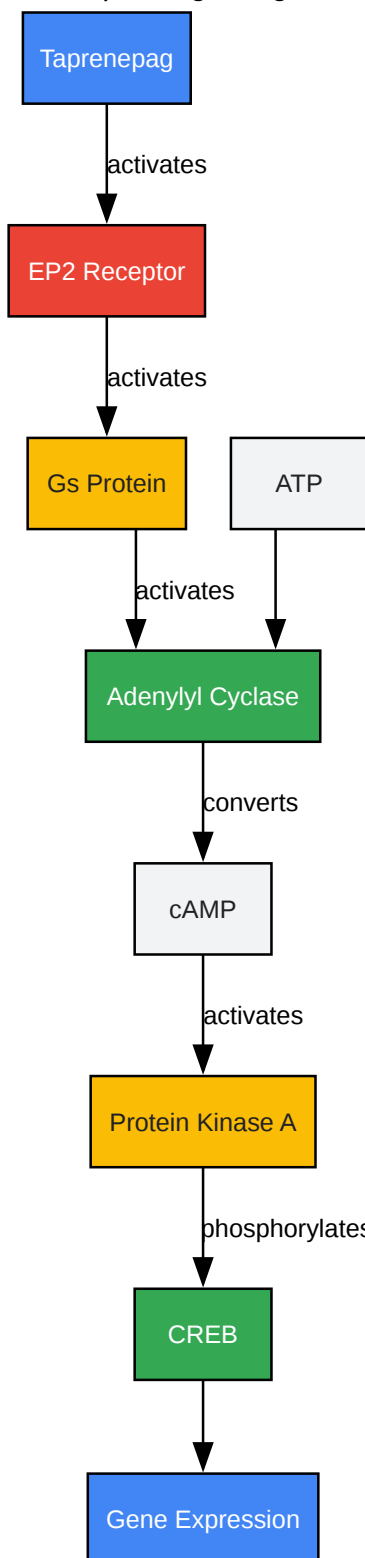 Taprenepag
activates
EP2 Receptor
activates
Gs Protein
ATP
activates
Adenylyl Cyclase
converts
cAMP
activates
Protein Kinase A
phosphorylates
CREB
Gene Expression